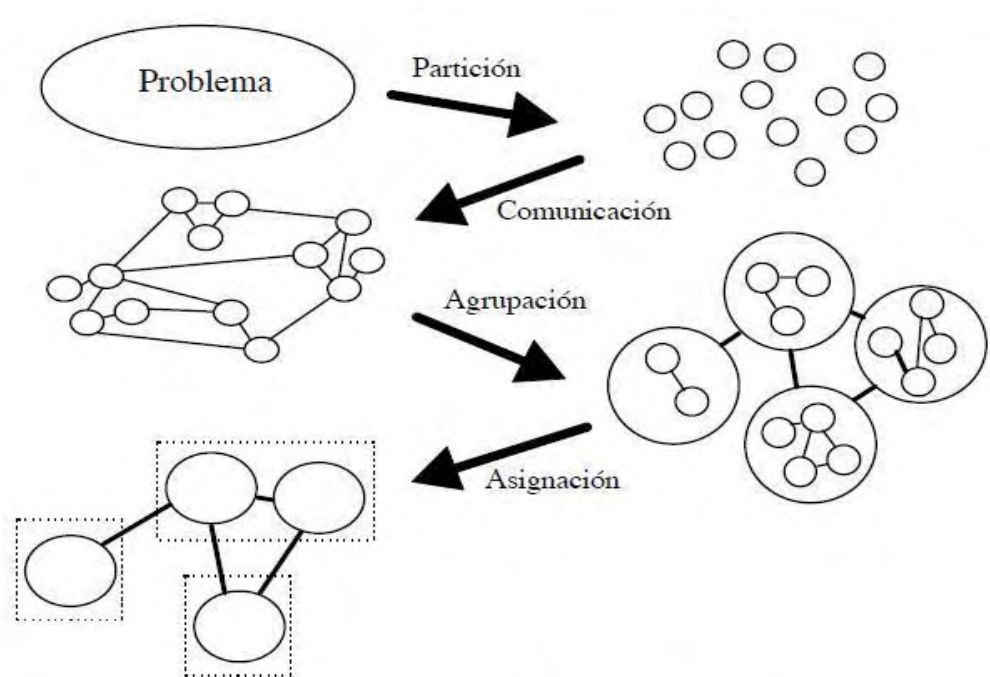 Problema
Partición
Comunicación
Agrupación
Asignación